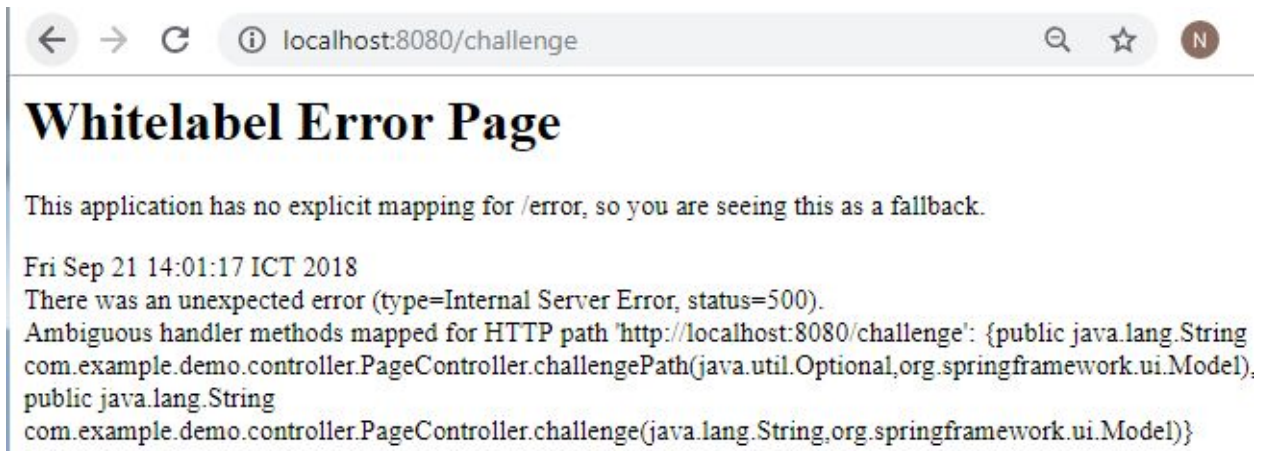 localhost:8080/challenge
N
Whitelabel Error Page
This application has no explicit mapping for /error, so you are seeing this as a fallback.
Fri Sep 21 14:01:17 ICT 2018
There was an unexpected error (type=Internal Server Error, status=500).
Ambiguous handler methods mapped for HTTP path 'http://localhost:8080/challenge': {public java.lang.String
com.example.demo.controller.PageController.challengePath(java.util.Optional,org.springframework.ui.Model),
public java.lang.String
com.example.demo.controller.PageController.challenge(java.lang.String,org.springframework.ui.Model)}